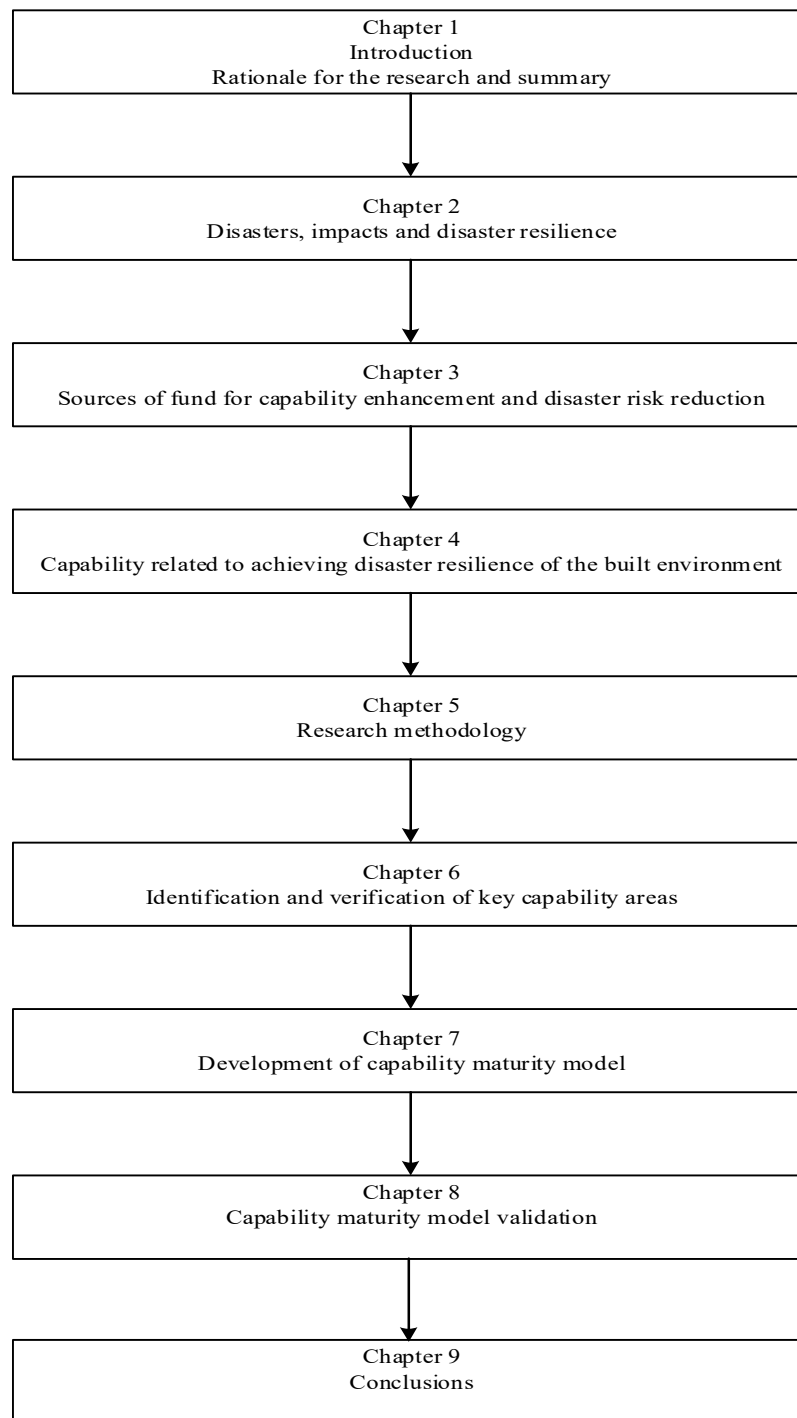 Chapter 1
Introduction
Rationale for the research and summary
Chapter 2
Disasters, impacts and disaster resilience
Chapter 3
Sources of fund for capability enhancement and disaster risk reduction
Chapter 4
Capability related to achieving disaster resilience of the built environment
Chapter 5
Research methodology
Chapter 6
Identification and verification of key capability areas
Chapter 7
Development of capability maturity model
Chapter 8
Capability maturity model validation
Chapter 9
Conclusions